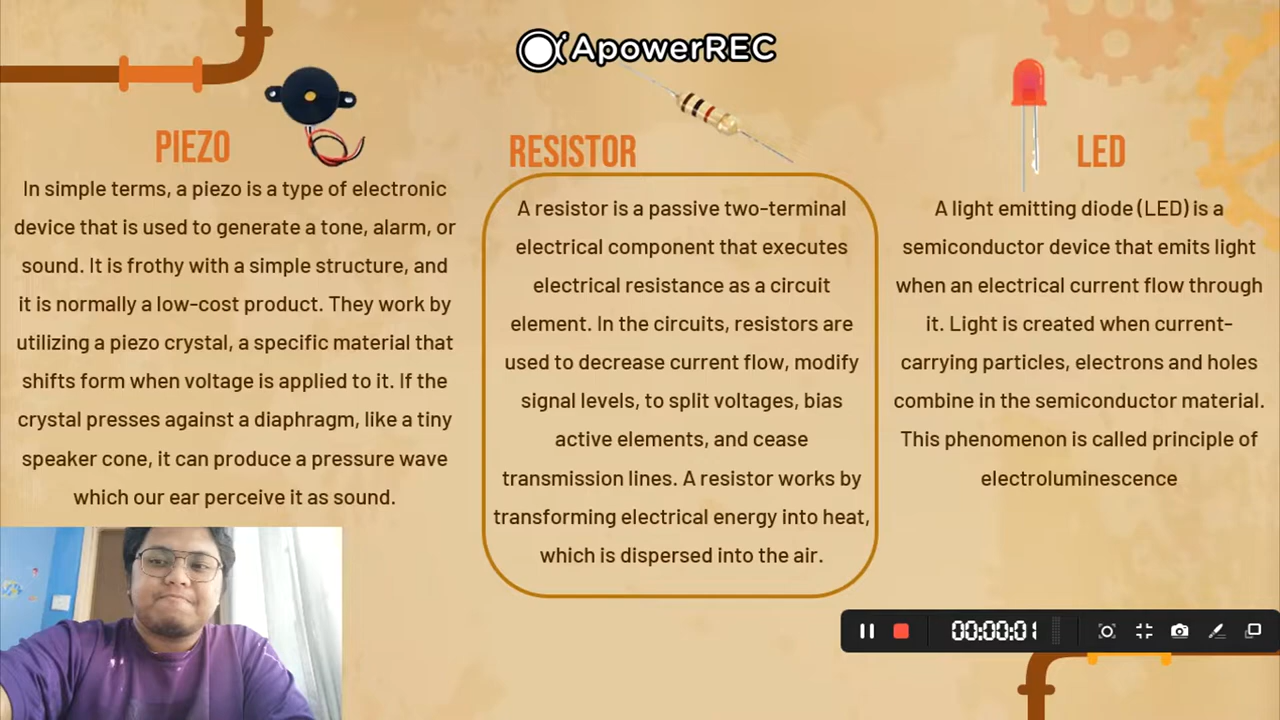 ApowerREC
PIEZO
In simple terms, a piezo is a type of electronic
device that is used to generate a tone, alarm, or
sound. It is frothy with a simple structure, and
it is normally a low-cost product. They work by
utilizing a piezo crystal, a specific material that
shifts form when voltage is applied to it. If the
crystal presses against a diaphragm, like a tiny
speaker cone, it can produce a pressure wave
which our ear perceive it as sound.
RESISTOR
A resistor is a passive two-terminal
electrical component that executes
electrical resistance as a circuit
element. In the circuits, resistors are
used to decrease current flow, modify
signal levels, to split voltages, bias
active elements, and cease
transmission lines. A resistor works by
transforming electrical energy into heat,
which is dispersed into the air.
LED
A light emitting diode (LED) is a
semiconductor device that emits light
when an electrical current flow through
it. Light is created when current-
carrying particles, electrons and holes
combine in the semiconductor material.
This phenomenon is called principle of
electroluminescence